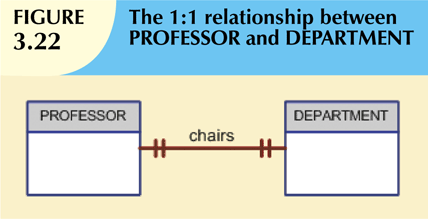 FIGURE
3.22
The 1:1 relationship between
PROFESSOR and DEPARTMENT
PROFESSOR
chairs
DEPARTMENT